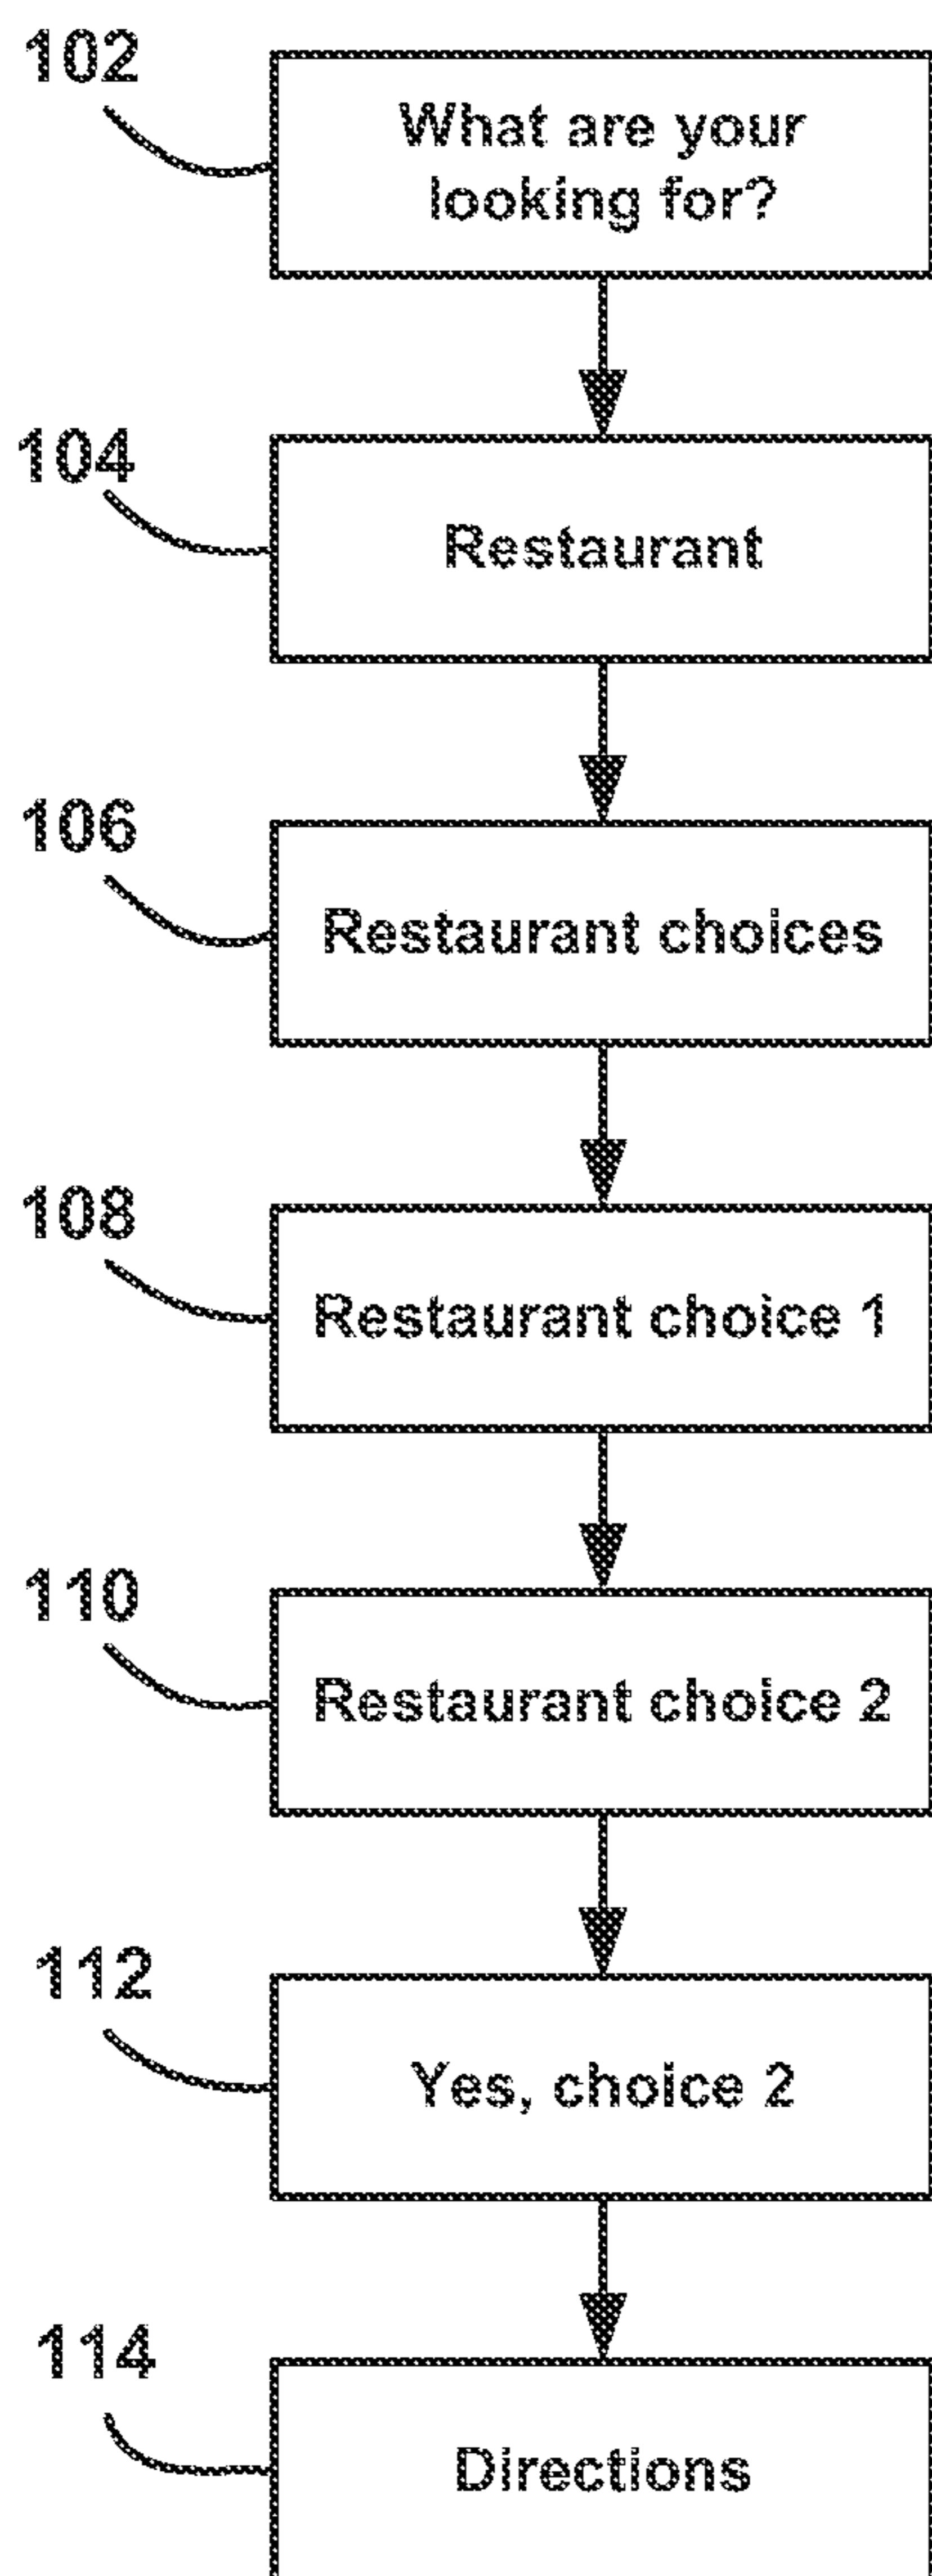 102
What are your
looking for?
104
Restaurant
106
Restaurant choices
108
Restaurant choice 1
110
Restaurant choice 2
112
Yes, choice 2
114
Directions